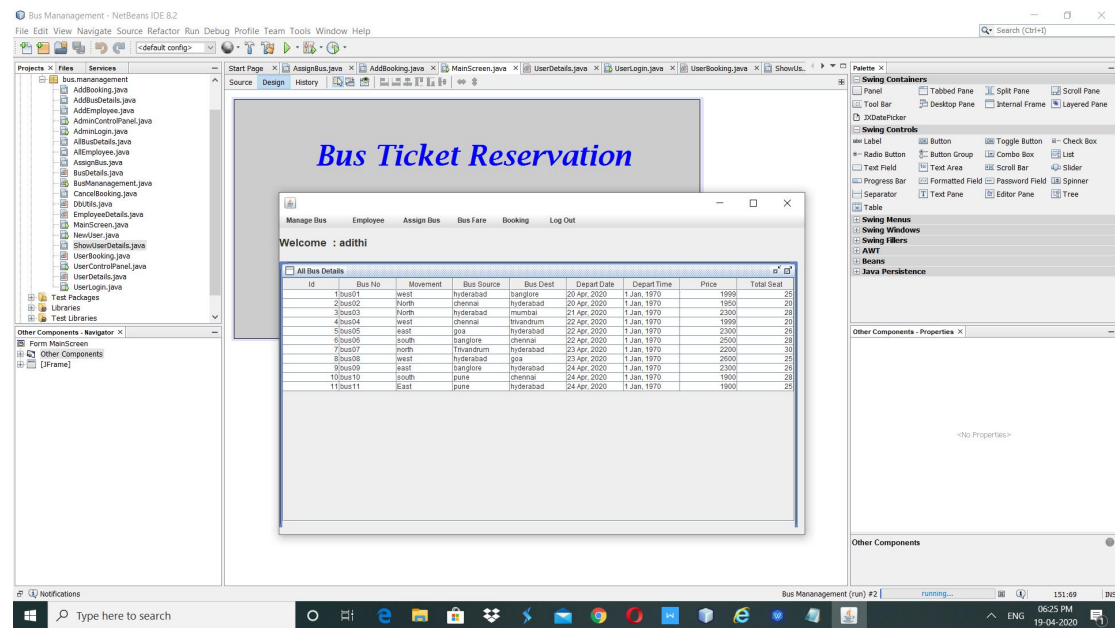 Bus Mananagement - NetBeans IDE 8.2
File Edit View Navigate Source Refactor Run Debug Profile Team Tools Window Help
Search (Ctrl+I)
<default config>
Projects Files Services
Start Page AssignBus.java AddBooking.java MainScreen.java UserDetails.java UserLogin.java UserBooking.java ShowUs..
Source Design History
bus.mananagement
AddBooking.java
AddBusDetails.java
AddEmployee.java
AdminControlPanel.java
AdminLogin.java
AllBusDetails.java
AllEmployee.java
AssignBus.java
BusDetails.java
BusMananagement.java
CancelBooking.java
DbUtils.java
EmployeeDetails.java
MainScreen.java
NewUser.java
ShowUserDetails.java
UserBooking.java
UserControlPanel.java
UserDetails.java
UserLogin.java
Test Packages
Libraries
Test Libraries
Other Components - Navigator
Form MainScreen
Other Components
[JFrame]
Bus Ticket Reservation
Manage Bus Employee Assign Bus Bus Fare Booking Log Out
Welcome : adithi
All Bus Details
Id Bus No Movement Bus Source Bus Dest Depart Date Depart Time Price Total Seat
1 bus01 west hyderabad banglore 20 Apr, 2020 1 Jan, 1970 1999 25
2 bus02 North chennai hyderabad 20 Apr, 2020 1 Jan, 1970 1950 20
3 bus03 North hyderabad mumbai 21 Apr, 2020 1 Jan, 1970 2300 28
4 bus04 west chennai trivandrum 22 Apr, 2020 1 Jan, 1970 1999 20
5 bus05 east goa hyderabad 22 Apr, 2020 1 Jan, 1970 2300 26
6 bus06 south banglore chennai 22 Apr, 2020 1 Jan, 1970 2500 28
7 bus07 north Trivandrum hyderabad 23 Apr, 2020 1 Jan, 1970 2200 30
8 bus08 west hyderabad goa 23 Apr, 2020 1 Jan, 1970 2600 25
9 bus09 east banglore hyderabad 24 Apr, 2020 1 Jan, 1970 2300 26
10 bus10 south pune chennai 24 Apr, 2020 1 Jan, 1970 1900 28
11 bus11 East pune hyderabad 24 Apr, 2020 1 Jan, 1970 1900 25
Palette
Swing Containers
Panel Tabbed Pane Split Pane Scroll Pane
Tool Bar Desktop Pane Internal Frame Layered Pane
JXDatePicker
Swing Controls
Label Button Toggle Button Check Box
Radio Button Button Group Combo Box List
Text Field Text Area Scroll Bar Slider
Progress Bar Formatted Field Password Field Spinner
Separator Text Pane Editor Pane Tree
Table
Swing Menus
Swing Windows
Swing Fillers
AWT
Beans
Java Persistence
Other Components - Properties
<No Properties>
Other Components
Notifications
Bus Mananagement (run) #2 running... 151:69 INS
Type here to search
ENG
06:25 PM
19-04-2020